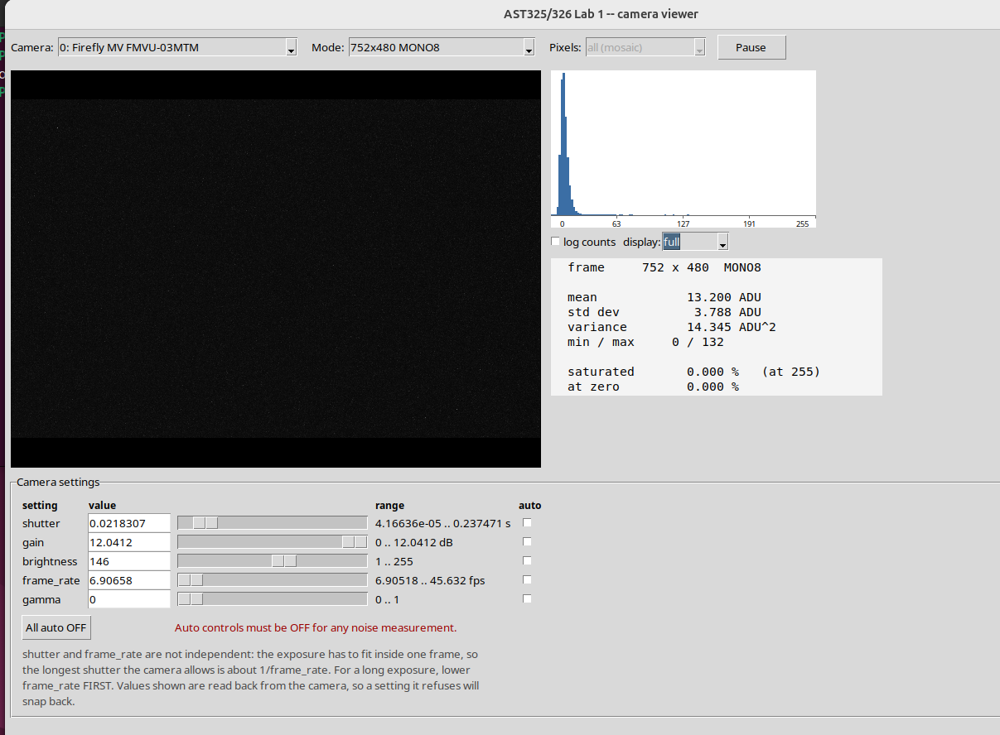 AST325/326 Lab 1 -- camera viewer
Camera: 0: Firefly MV FMVU-03MTM Mode: 752x480 MONO8 Pixels: all (mosaic) Pause
0 63 127 191 255
log counts display: full
frame 752 x 480 MONO8
mean 13.200 ADU
std dev 3.788 ADU
variance 14.345 ADU^2
min / max 0 / 132
saturated 0.000 % (at 255)
at zero 0.000 %
Camera settings
setting value range auto
shutter 0.0218307 4.16636e-05 .. 0.237471 s
gain 12.0412 0 .. 12.0412 dB
brightness 146 1 .. 255
frame_rate 6.90658 6.90518 .. 45.632 fps
gamma 0 0 .. 1
All auto OFF Auto controls must be OFF for any noise measurement.
shutter and frame_rate are not independent: the exposure has to fit inside one frame, so
the longest shutter the camera allows is about 1/frame_rate. For a long exposure, lower
frame_rate FIRST. Values shown are read back from the camera, so a setting it refuses will
snap back.